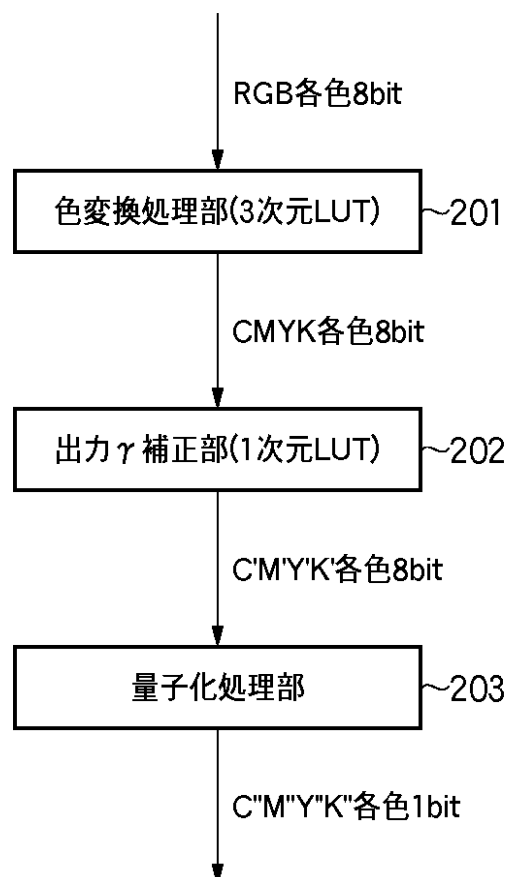 RGB各色8bit
色変換処理部(3次元LUT)
201
CMYK各色8bit
出力γ補正部(1次元LUT)
202
C'M'Y'K'各色8bit
量子化処理部
203
C"M"Y"K"各色1bit